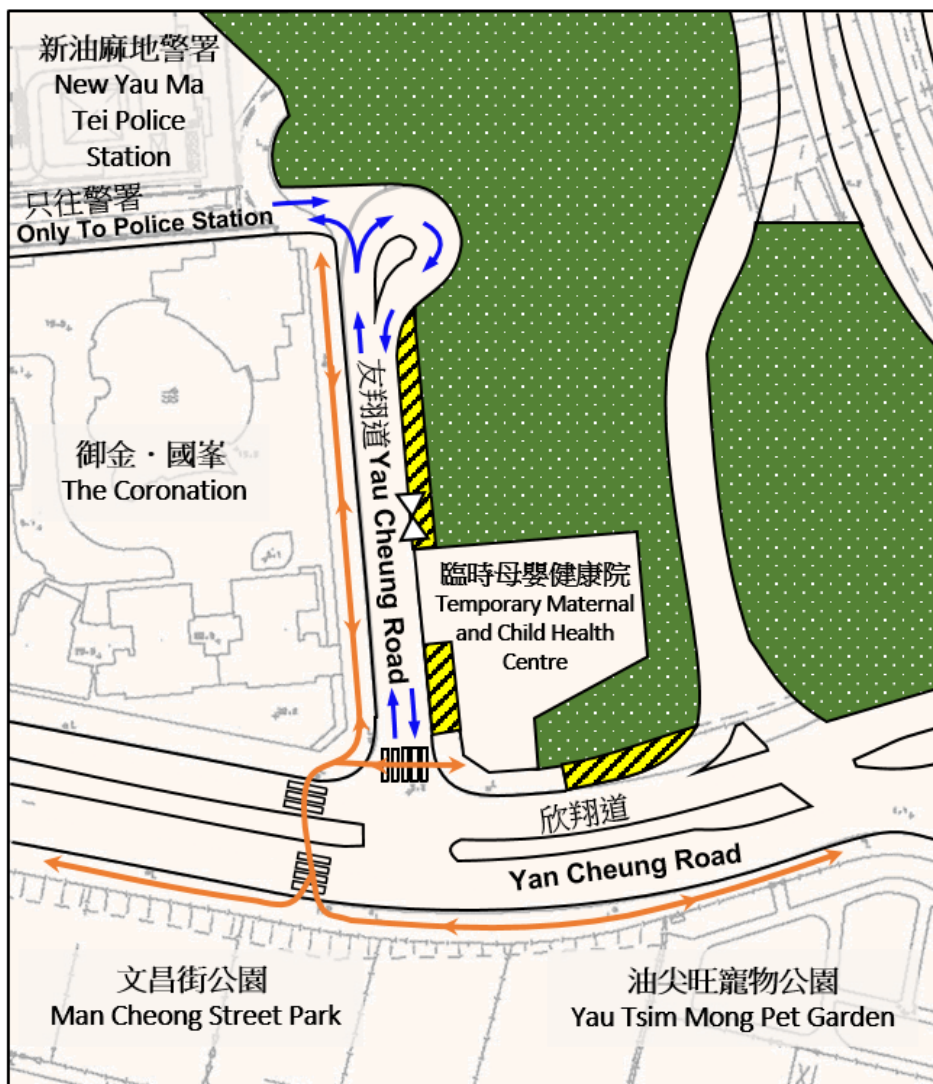 新油麻地警署
New Yau Ma
Tei Police
Station
只往警署
Only To Police Station
友翔道 Yau Cheung Road
御金．國峯
The Coronation
臨時母嬰健康院
Temporary Maternal
and Child Health
Centre
欣翔道
Yan Cheung Road
文昌街公園
Man Cheong Street Park
油尖旺寵物公園
Yau Tsim Mong Pet Garden